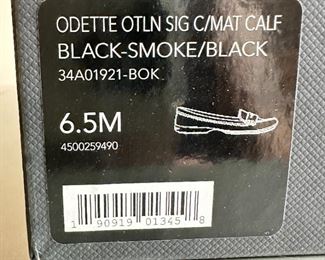 ODETTE OTLN SIG C/MAT CALF
BLACK-SMOKE/BLACK
34A01921-BOK
6.5M
4500259490
1 90919 01345 8